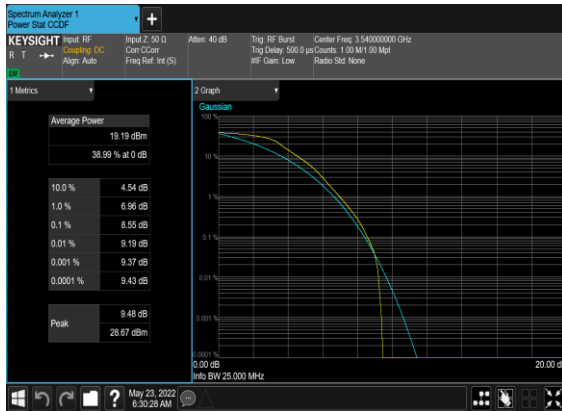 Spectrum Analyzer 1
Power Stat CCDF
+
KEYSIGHT
R T
LXI
Input: RF
Coupling: DC
Align: Auto
Input Z: 50 Ω
Corr CCorr
Freq Ref: Int (S)
Atten: 40 dB
Trig: RF Burst
Trig Delay: 500.0 µs
#IF Gain: Low
Center Freq: 3.540000000 GHz
Counts: 1.00 M/1.00 Mpt
Radio Std: None
1 Metrics
Average Power
19.19 dBm
38.99 % at 0 dB
10.0 % 4.54 dB
1.0 % 6.96 dB
0.1 % 8.55 dB
0.01 % 9.19 dB
0.001 % 9.37 dB
0.0001 % 9.43 dB
Peak
9.48 dB
28.67 dBm
2 Graph
Gaussian
100 %
10 %
1 %
0.1 %
0.01 %
0.001 %
0.0001 %
0.00 dB
20.00 d
Info BW 25.000 MHz
?
May 23, 2022
6:30:28 AM